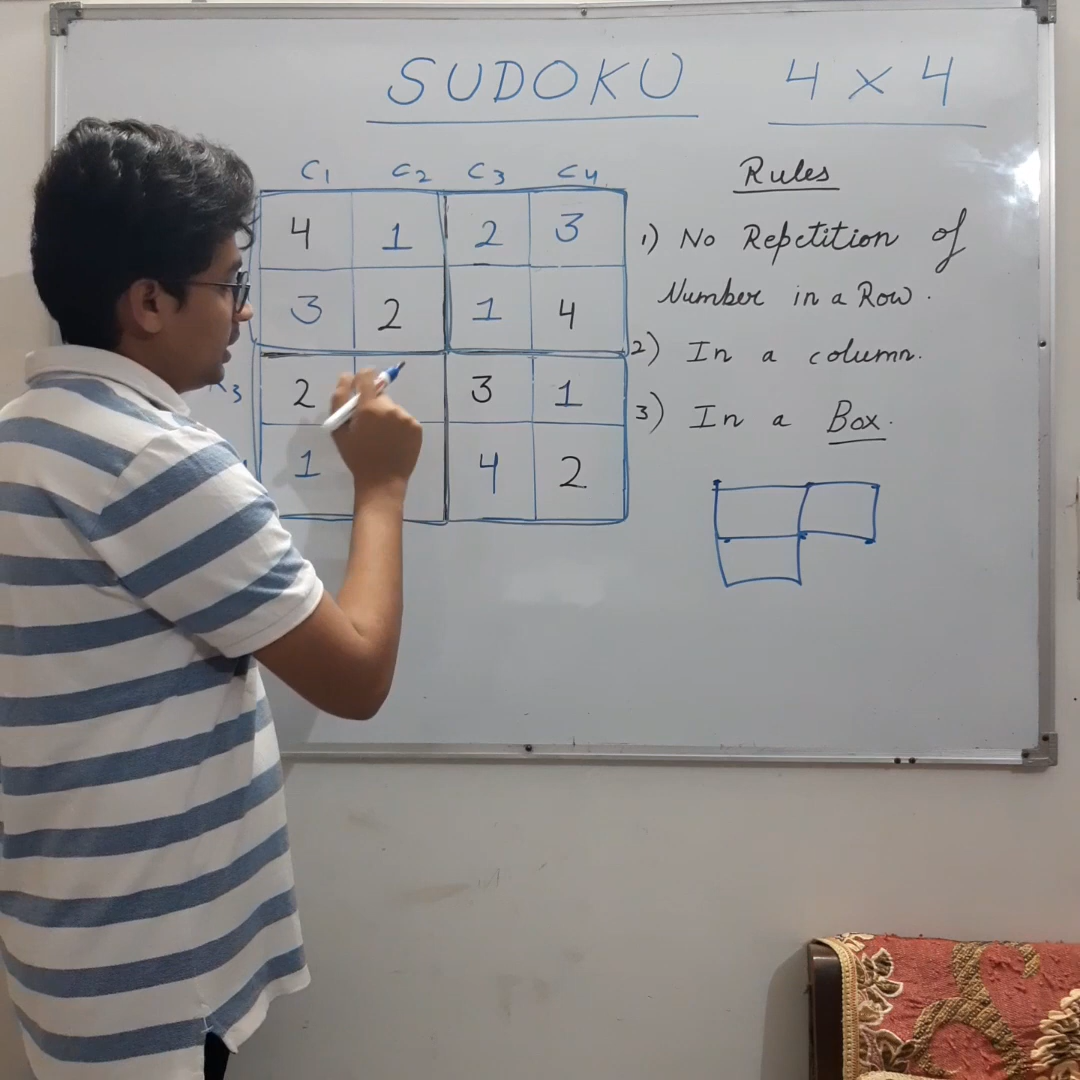 SUDOKU 4 x 4
C1 C2 C3 C4
4 1 2 3
3 2 1 4
3 2 3 1
1 4 2
Rules
1) No Repetition of
Number in a Row.
2) In a column.
3) In a Box.